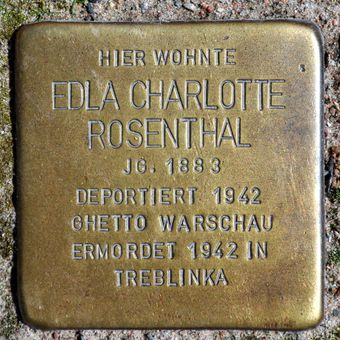 HIER WOHNTE
EDLA CHARLOTTE
ROSENTHAL
JG. 1883
DEPORTIERT 1942
GHETTO WARSCHAU
ERMORDET 1942 IN
TREBLINKA